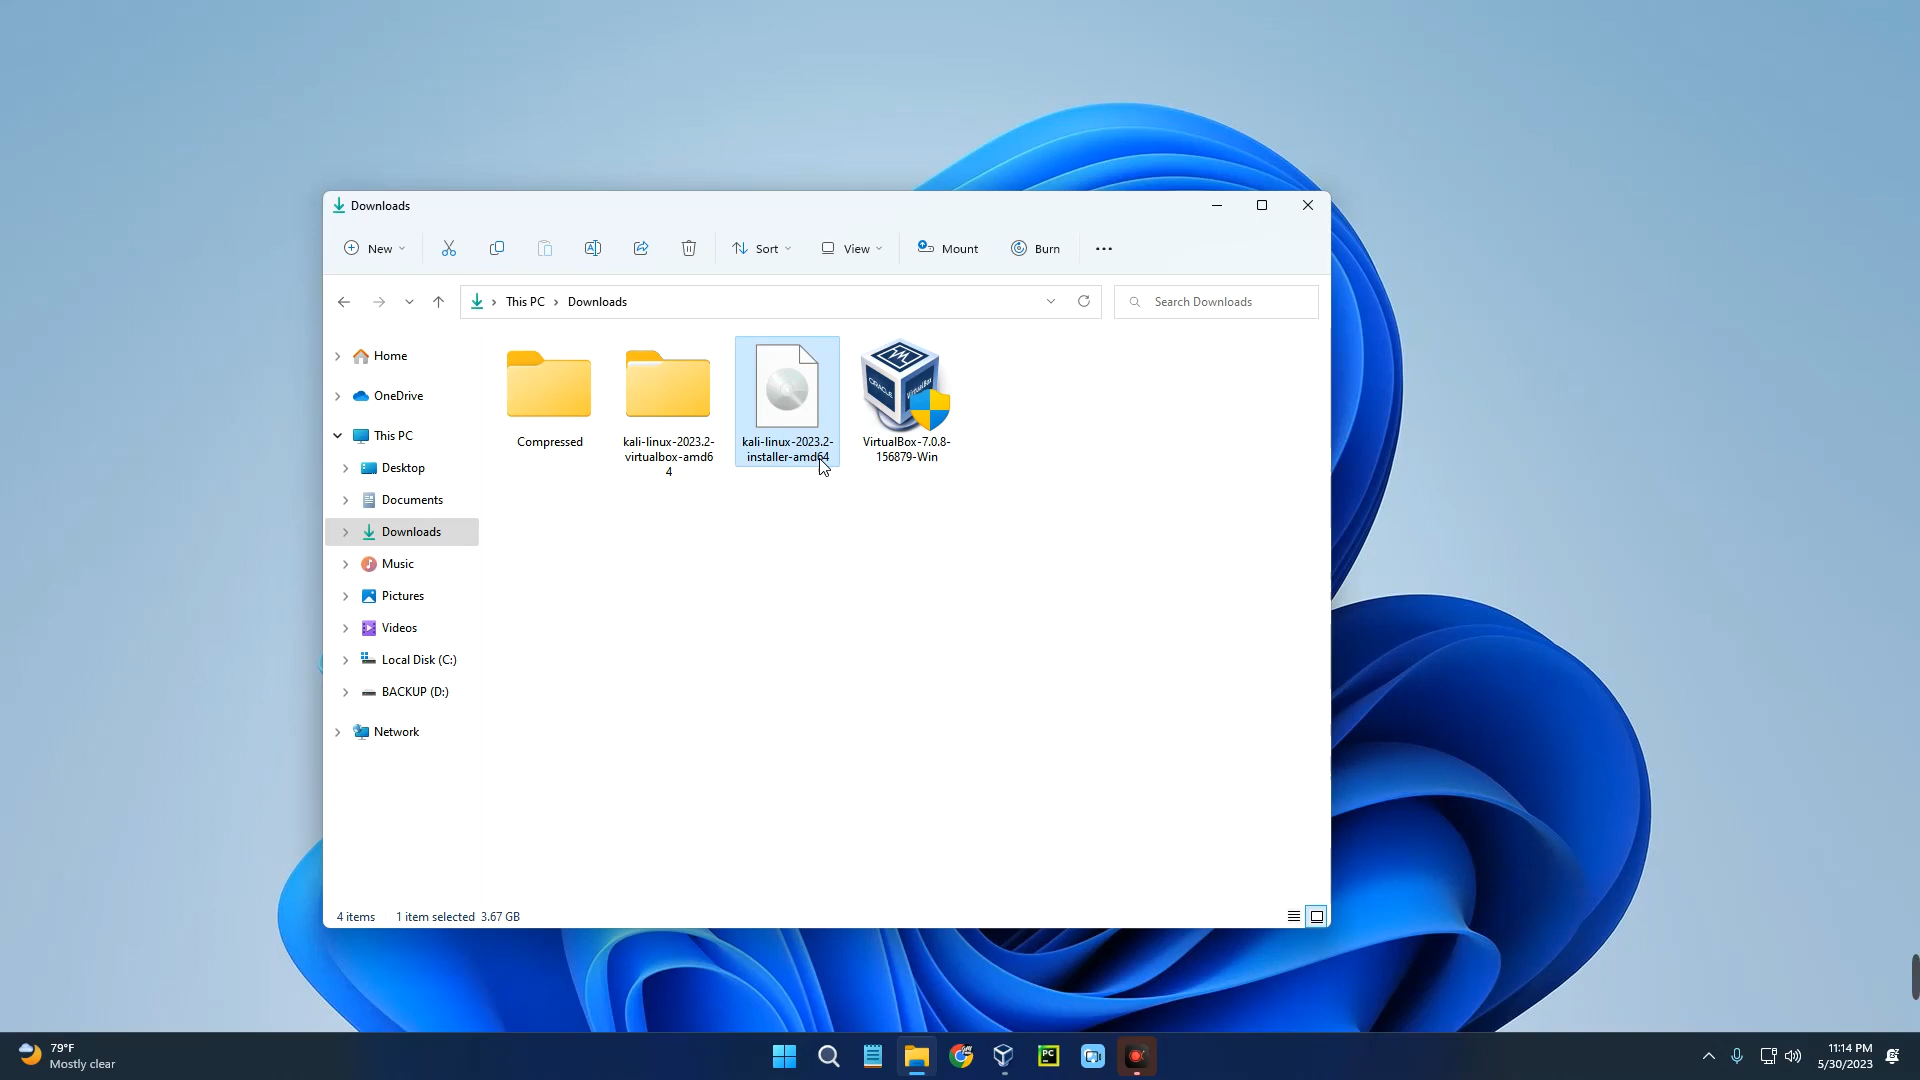 Downloads
New
Sort
View
Mount
Burn
This PC
Downloads
Search Downloads
Home
OneDrive
This PC
Desktop
Documents
Downloads
Music
Pictures
Videos
Local Disk (C:)
BACKUP (D:)
Network
Compressed
kali-linux-2023.2-
virtualbox-amd6
4
kali-linux-2023.2-
installer-amd64
ORACLE
VirtualBox
VirtualBox-7.0.8-
156879-Win
4 items
1 item selected 3.67 GB
79°F
Mostly clear
PC
11:14 PM
5/30/2023